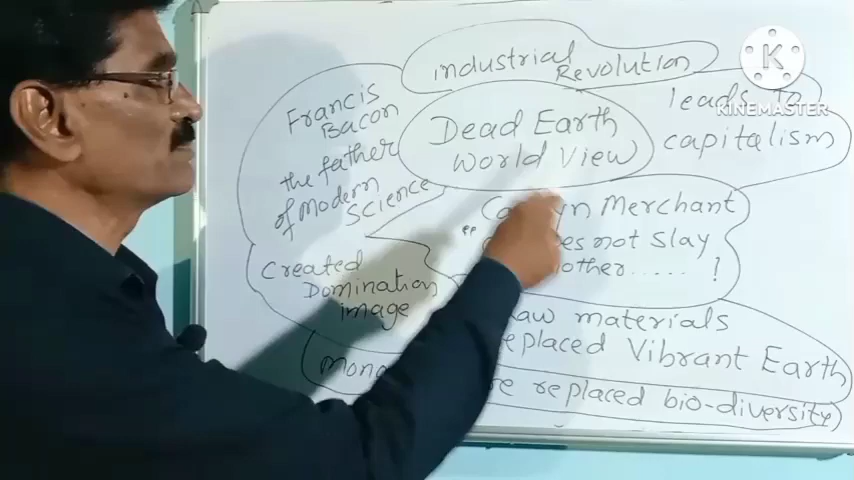 industrial
Revolution
Francis
Bacon
the father
of Modern
Science
Dead Earth
World View
leads to
capitalism
Merchant
not slay
.....!
Created
Domination
image
materials
Vibrant Earth
replaced bio-diversity)
K
KINEMASTER